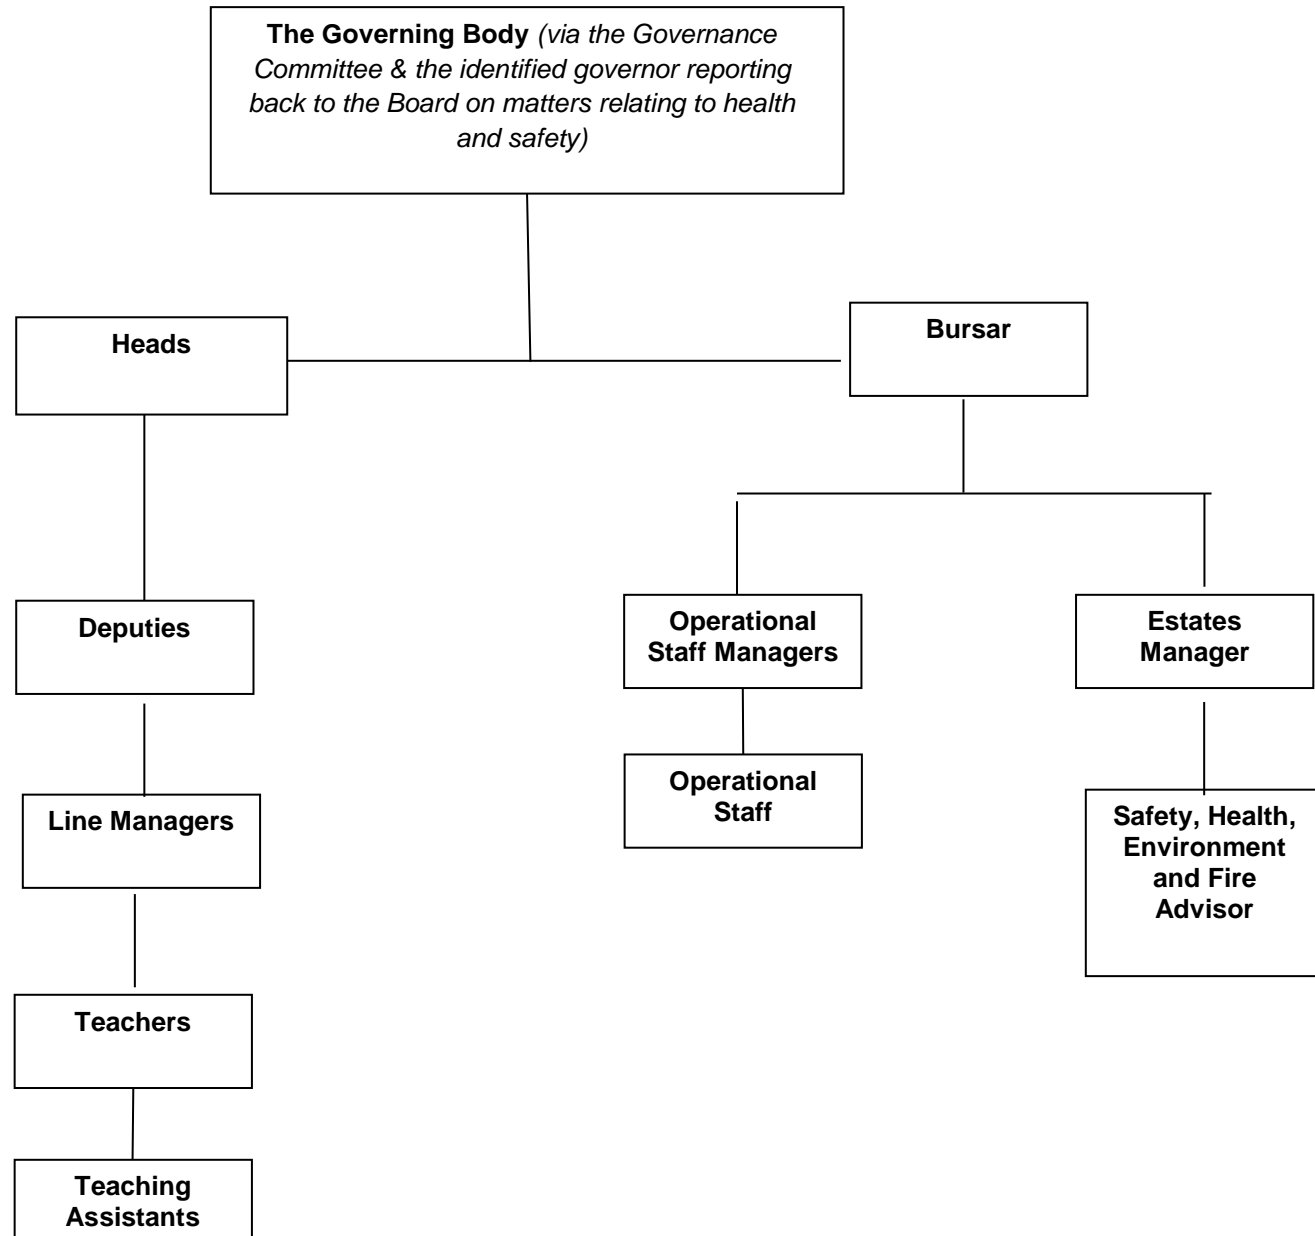 The Governing Body (via the Governance
Committee & the identified governor reporting
back to the Board on matters relating to health
and safety)
Heads
Bursar
Deputies
Operational
Staff Managers
Estates
Manager
Line Managers
Operational
Staff
Safety, Health,
Environment
and Fire
Advisor
Teachers
Teaching
Assistants